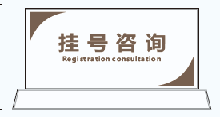 挂号咨询
Registration consultation